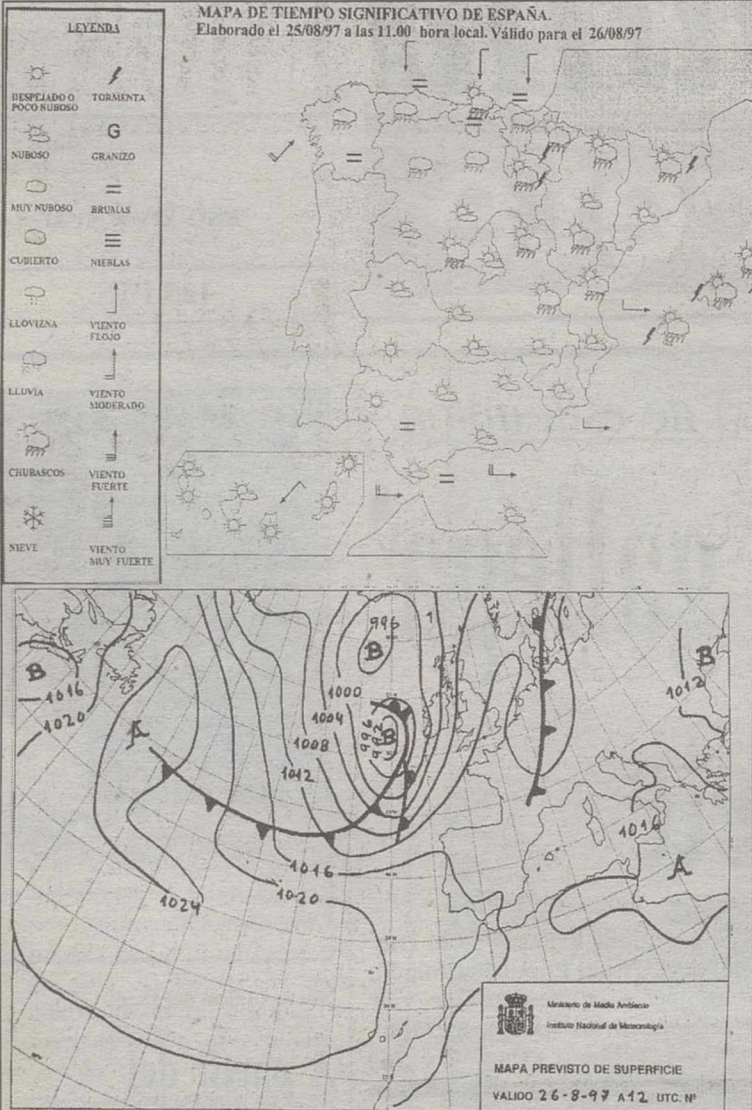 MAPA DE TIEMPO SIGNIFICATIVO DE ESPAÑA.
Elaborado el 25/08/97 a las 11.00 hora local. Válido para el 26/08/97
LEYENDA
DESPEJADO O POCO NUBOSO
TORMENTA
NUBOSO
G
GRANIZO
MUY NUBOSO
BRUMAS
CUBIERTO
NIEBLAS
LLOVIZNA
VIENTO FLOJO
LLUVIA
VIENTO MODERADO
CHUBASCOS
VIENTO FUERTE
NIEVE
VIENTO MUY FUERTE
996
B
B
B
1016
1020
1000
1004
996
992
B
1012
A
1008
1012
1016
1016
A
1024
1020
Ministerio de Medio Ambiente
Instituto Nacional de Meteorología
MAPA PREVISTO DE SUPERFICIE
VALIDO 26-8-97 A 12 UTC. Nº